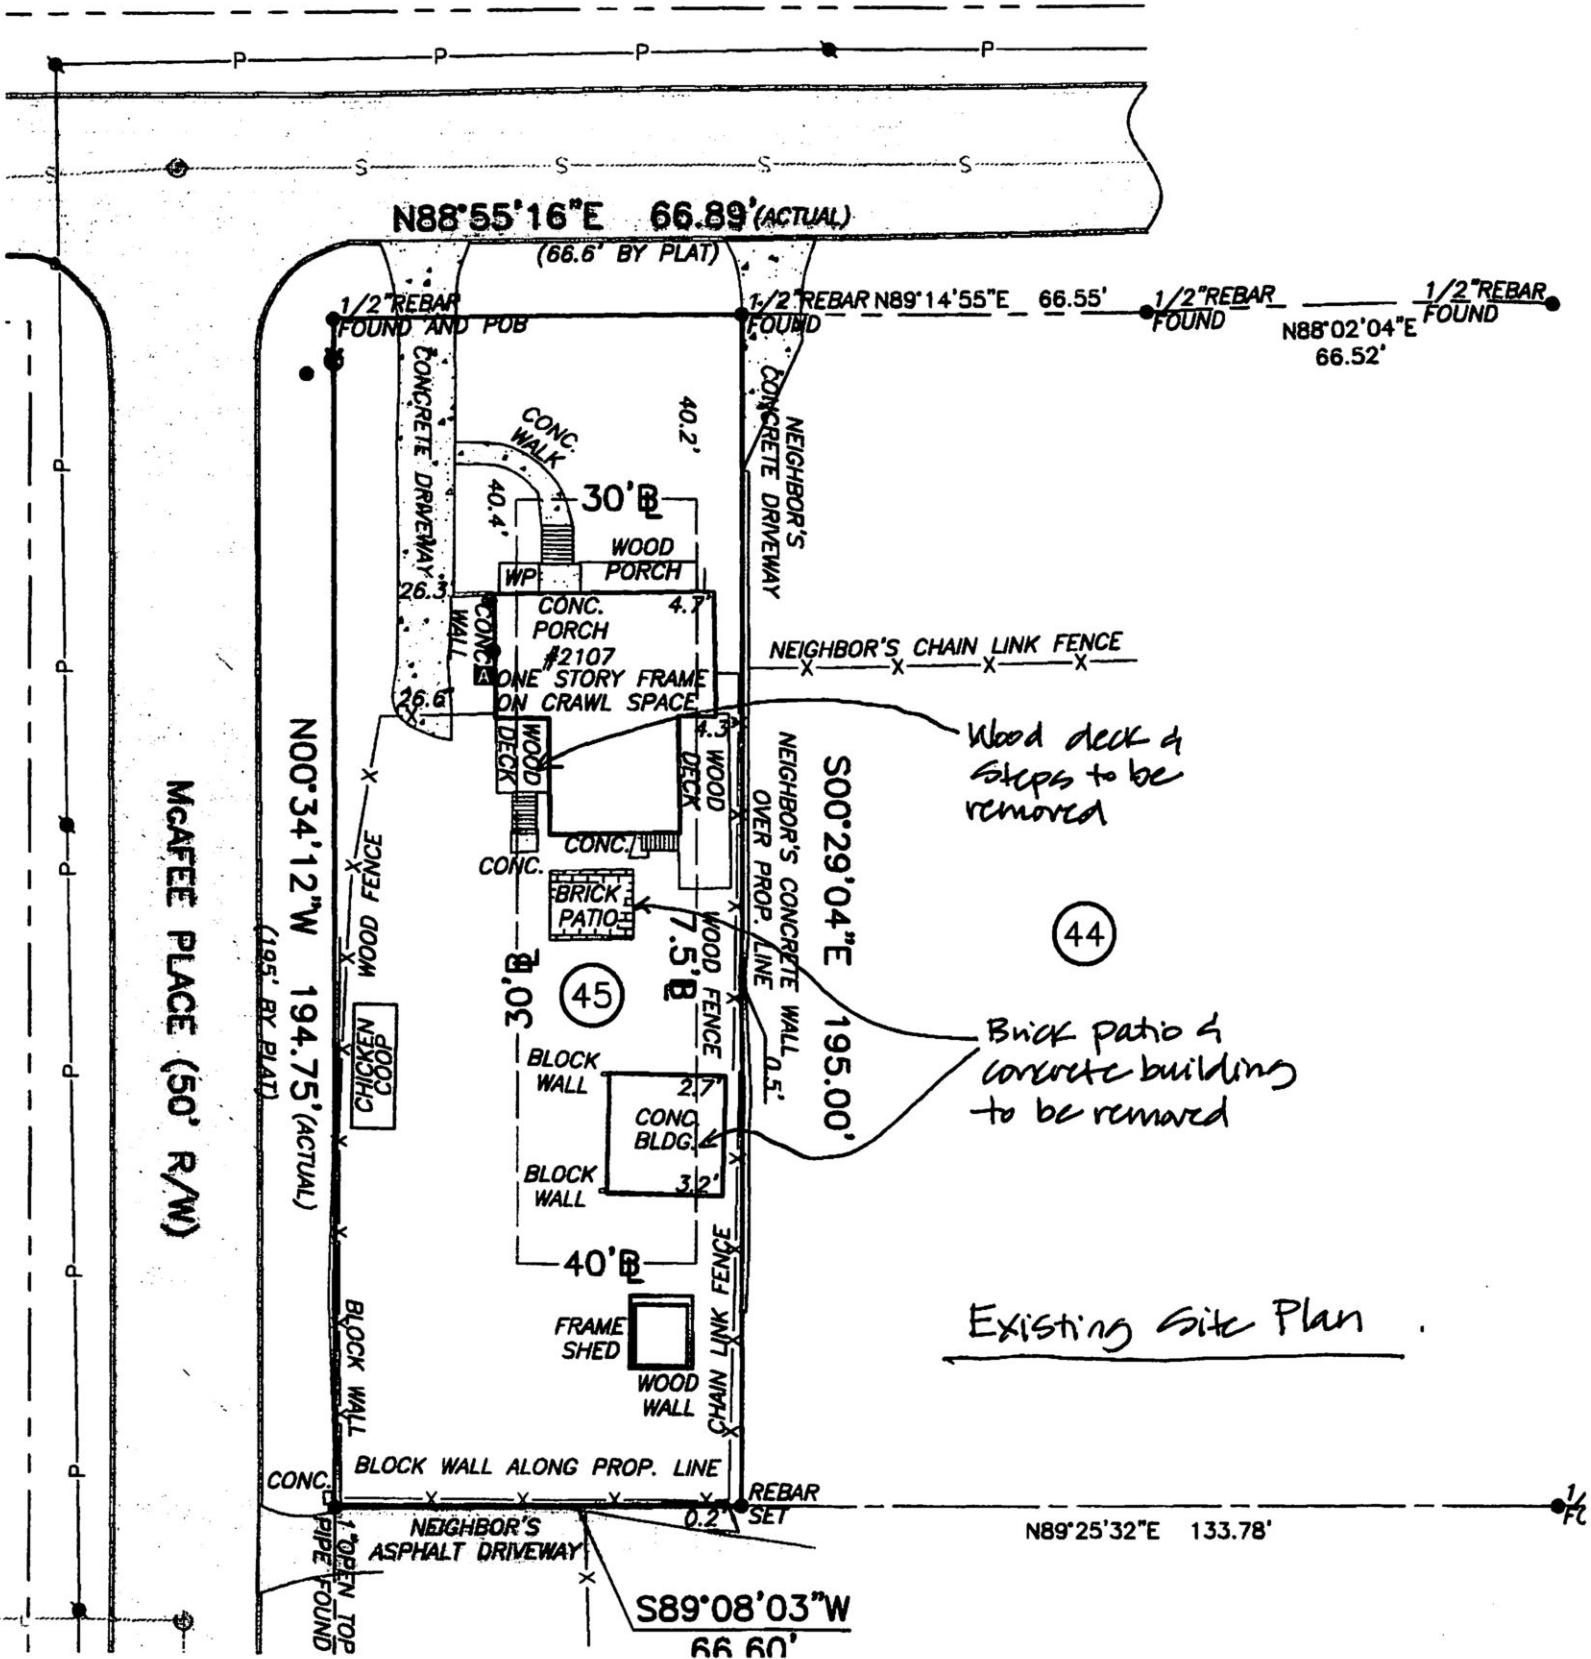 P P P P
S S S S S
N88°55'16"E 66.89'(ACTUAL)
(66.6' BY PLAT)
1/2"REBAR
FOUND AND POB
1/2"REBAR
FOUND
N89°14'55"E 66.55'
1/2"REBAR
FOUND
N88°02'04"E
66.52'
1/2"REBAR
FOUND
CONCRETE DRIVEWAY
CONC.
WALK
40.4'
40.2'
NEIGHBOR'S
CONCRETE DRIVEWAY
30'BL
WOOD
PORCH
WP
26.3'
CONC.
WALL
CONC.
PORCH
4.7'
#2107
A
ONE STORY FRAME
ON CRAWL SPACE
26.6'
NEIGHBOR'S CHAIN LINK FENCE
X X X X
WOOD
DECK
4.3'
WOOD
DECK
Wood deck &
steps to be
removed
NEIGHBOR'S CONCRETE WALL
OVER PROP. LINE
0.5'
S00°29'04"E 195.00'
N00°34'12"W 194.75'(ACTUAL)
(195' BY PLAT)
McAFEE PLACE (50' R/W)
WOOD FENCE
CONC.
CONC.
BRICK
PATIO
WOOD FENCE
7.5'BL
30'BL
45
44
CHICKEN
COOP
Brick patio &
concrete building
to be removed
BLOCK
WALL
2.7'
CONC.
BLDG.
BLOCK
WALL
3.2'
40'BL
CHAIN LINK FENCE
FRAME
SHED
WOOD
WALL
BLOCK WALL
Existing Site Plan
BLOCK WALL ALONG PROP. LINE
CONC.
REBAR
SET
0.2'
N89°25'32"E 133.78'
NEIGHBOR'S
ASPHALT DRIVEWAY
1"OPEN TOP
PIPE FOUND
S89°08'03"W
66.60'